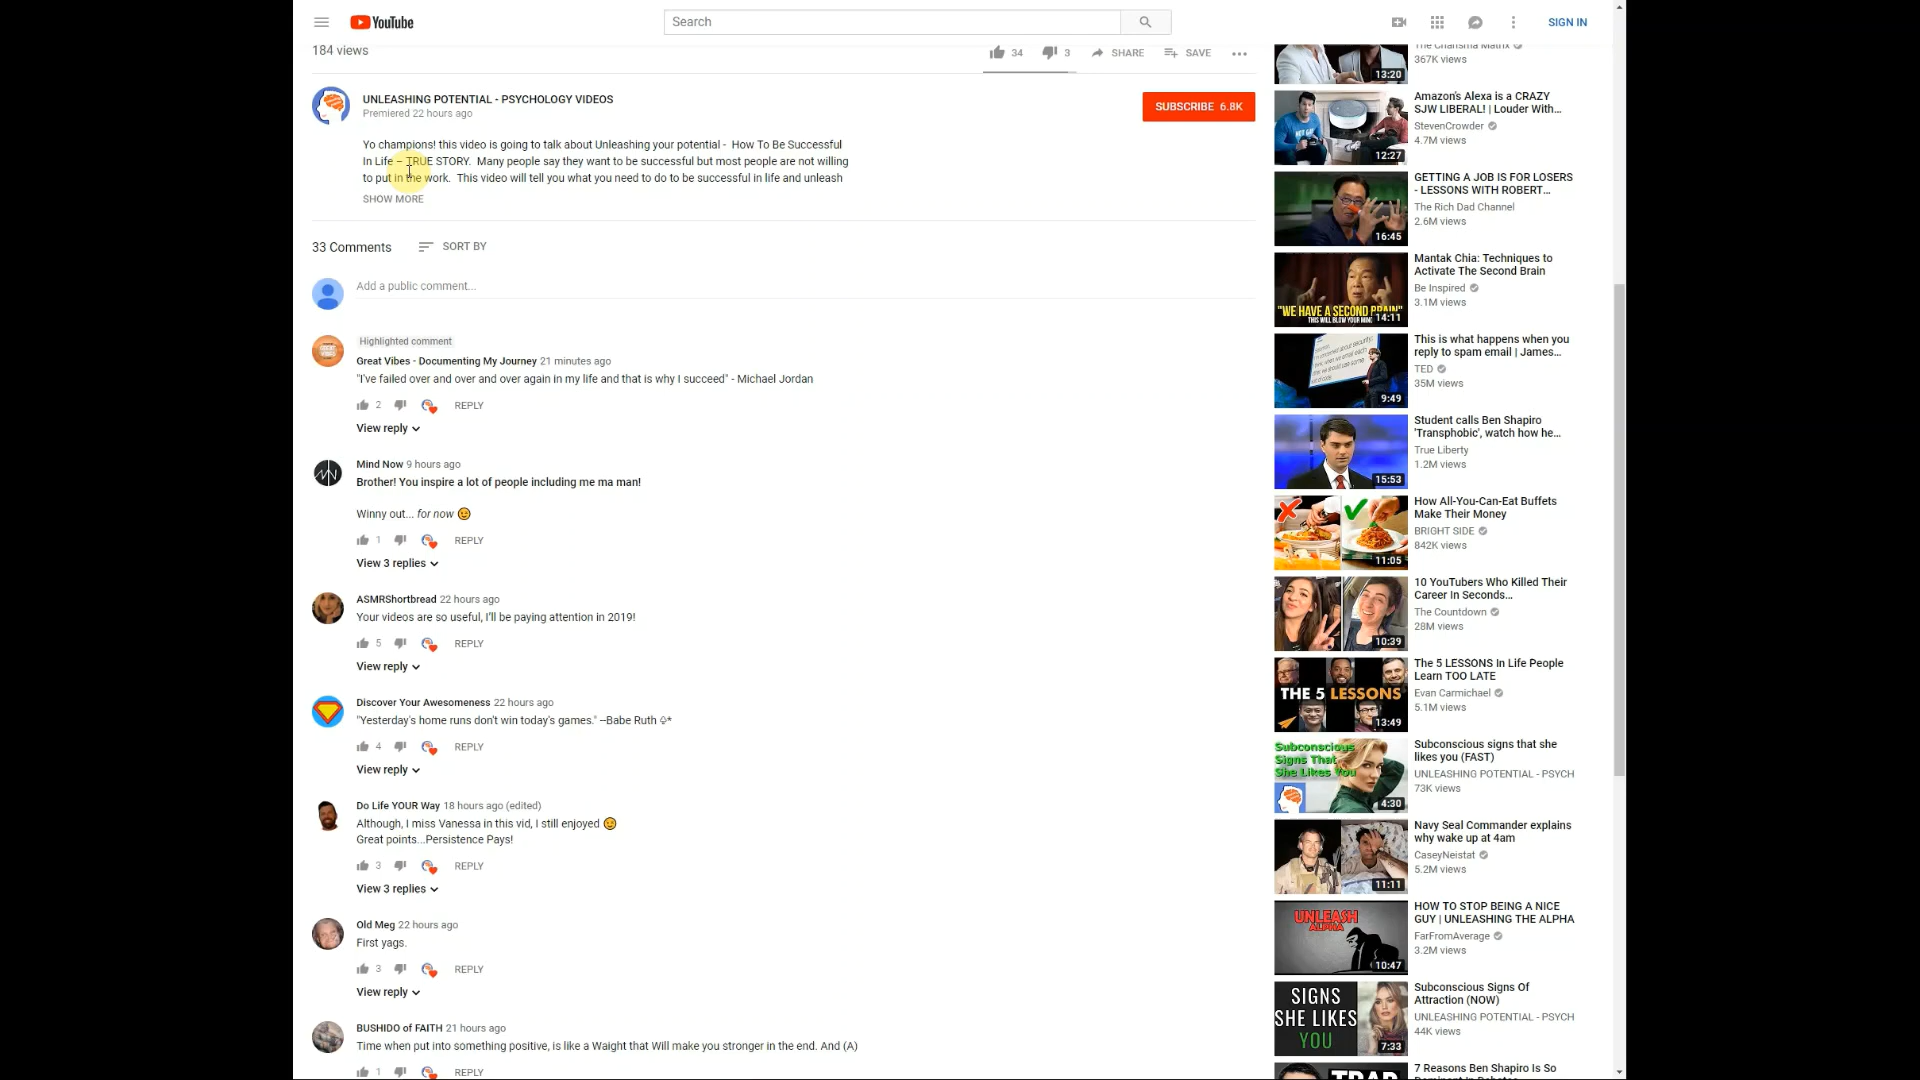 YouTube
Search
SIGN IN
184 views
34
3
SHARE
SAVE
UNLEASHING POTENTIAL - PSYCHOLOGY VIDEOS
Premiered 22 hours ago
SUBSCRIBE 6.8K
Yo champions! this video is going to talk about Unleashing your potential - How To Be Successful
In Life – TRUE STORY. Many people say they want to be successful but most people are not willing
to put in the work. This video will tell you what you need to do to be successful in life and unleash
SHOW MORE
33 Comments
SORT BY
Add a public comment...
Highlighted comment
Great Vibes - Documenting My Journey 21 minutes ago
"I've failed over and over and over again in my life and that is why I succeed" - Michael Jordan
2
REPLY
View reply
Mind Now 9 hours ago
Brother! You inspire a lot of people including me ma man!
Winny out... for now
1
REPLY
View 3 replies
ASMRShortbread 22 hours ago
Your videos are so useful, I'll be paying attention in 2019!
5
REPLY
View reply
Discover Your Awesomeness 22 hours ago
"Yesterday's home runs don't win today's games." --Babe Ruth ♤*
4
REPLY
View reply
Do Life YOUR Way 18 hours ago (edited)
Although, I miss Vanessa in this vid, I still enjoyed
Great points...Persistence Pays!
3
REPLY
View 3 replies
Old Meg 22 hours ago
First yags.
3
REPLY
View reply
BUSHIDO of FAITH 21 hours ago
Time when put into something positive, is like a Waight that Will make you stronger in the end. And (A)
1
REPLY
The Charisma Matrix
367K views
13:20
Amazon's Alexa is a CRAZY
SJW LIBERAL! | Louder With...
StevenCrowder
4.7M views
12:27
GETTING A JOB IS FOR LOSERS
- LESSONS WITH ROBERT...
The Rich Dad Channel
2.6M views
16:45
Mantak Chia: Techniques to
Activate The Second Brain
Be Inspired
3.1M views
"WE HAVE A SECOND BRAIN"
THIS WILL BLOW YOUR MIND
14:11
This is what happens when you
reply to spam email | James...
TED
35M views
9:49
Student calls Ben Shapiro
'Transphobic', watch how he...
True Liberty
1.2M views
15:53
How All-You-Can-Eat Buffets
Make Their Money
BRIGHT SIDE
842K views
11:05
10 YouTubers Who Killed Their
Career In Seconds...
The Countdown
28M views
10:39
The 5 LESSONS In Life People
Learn TOO LATE
Evan Carmichael
5.1M views
THE 5 LESSONS
13:49
Subconscious signs that she
likes you (FAST)
UNLEASHING POTENTIAL - PSYCH
73K views
Subconscious
Signs That
She Likes You
4:30
Navy Seal Commander explains
why wake up at 4am
CaseyNeistat
5.2M views
11:11
HOW TO STOP BEING A NICE
GUY | UNLEASHING THE ALPHA
FarFromAverage
3.2M views
UNLEASH
ALPHA
10:47
Subconscious Signs Of
Attraction (NOW)
UNLEASHING POTENTIAL - PSYCH
44K views
SIGNS
SHE LIKES
YOU
7:33
7 Reasons Ben Shapiro Is So